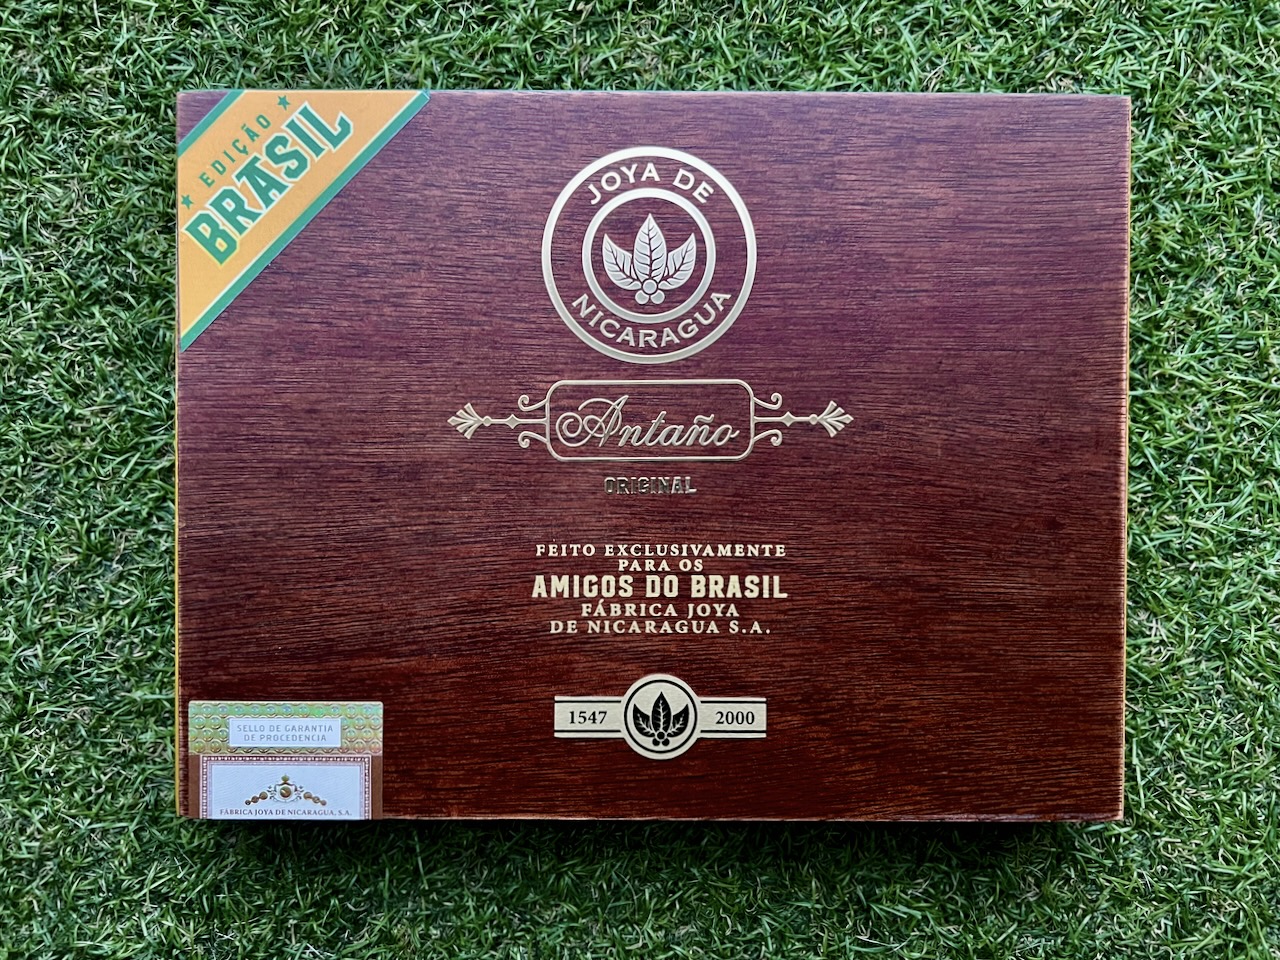 EDIÇÃO
BRASIL
JOYA DE
NICARAGUA
Antaño
ORIGINAL
FEITO EXCLUSIVAMENTE
PARA OS
AMIGOS DO BRASIL
FÁBRICA JOYA
DE NICARAGUA S.A.
1547 2000
SELLO DE GARANTIA
DE PROCEDENCIA
FÁBRICA JOYA DE NICARAGUA, S.A.